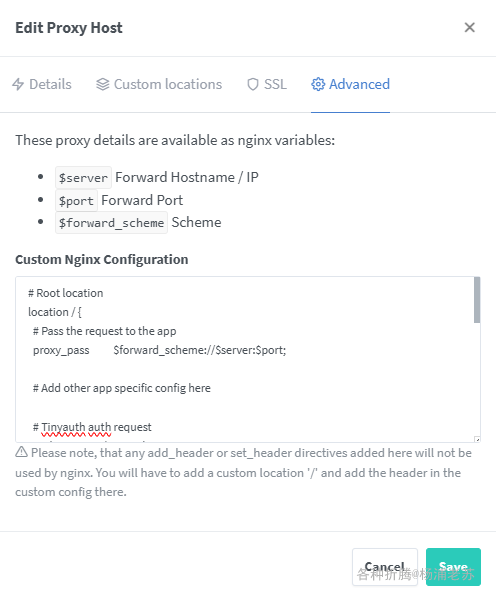 Edit Proxy Host
Details Custom locations SSL Advanced
These proxy details are available as nginx variables:
$server Forward Hostname / IP
$port Forward Port
$forward_scheme Scheme
Custom Nginx Configuration
# Root location
location / {
# Pass the request to the app
proxy_pass $forward_scheme://$server:$port;
# Add other app specific config here
# Tinyauth auth request
Please note, that any add_header or set_header directives added here will not be
used by nginx. You will have to add a custom location '/' and add the header in the
custom config there.
Cancel Save
各种折腾@杨浦老苏